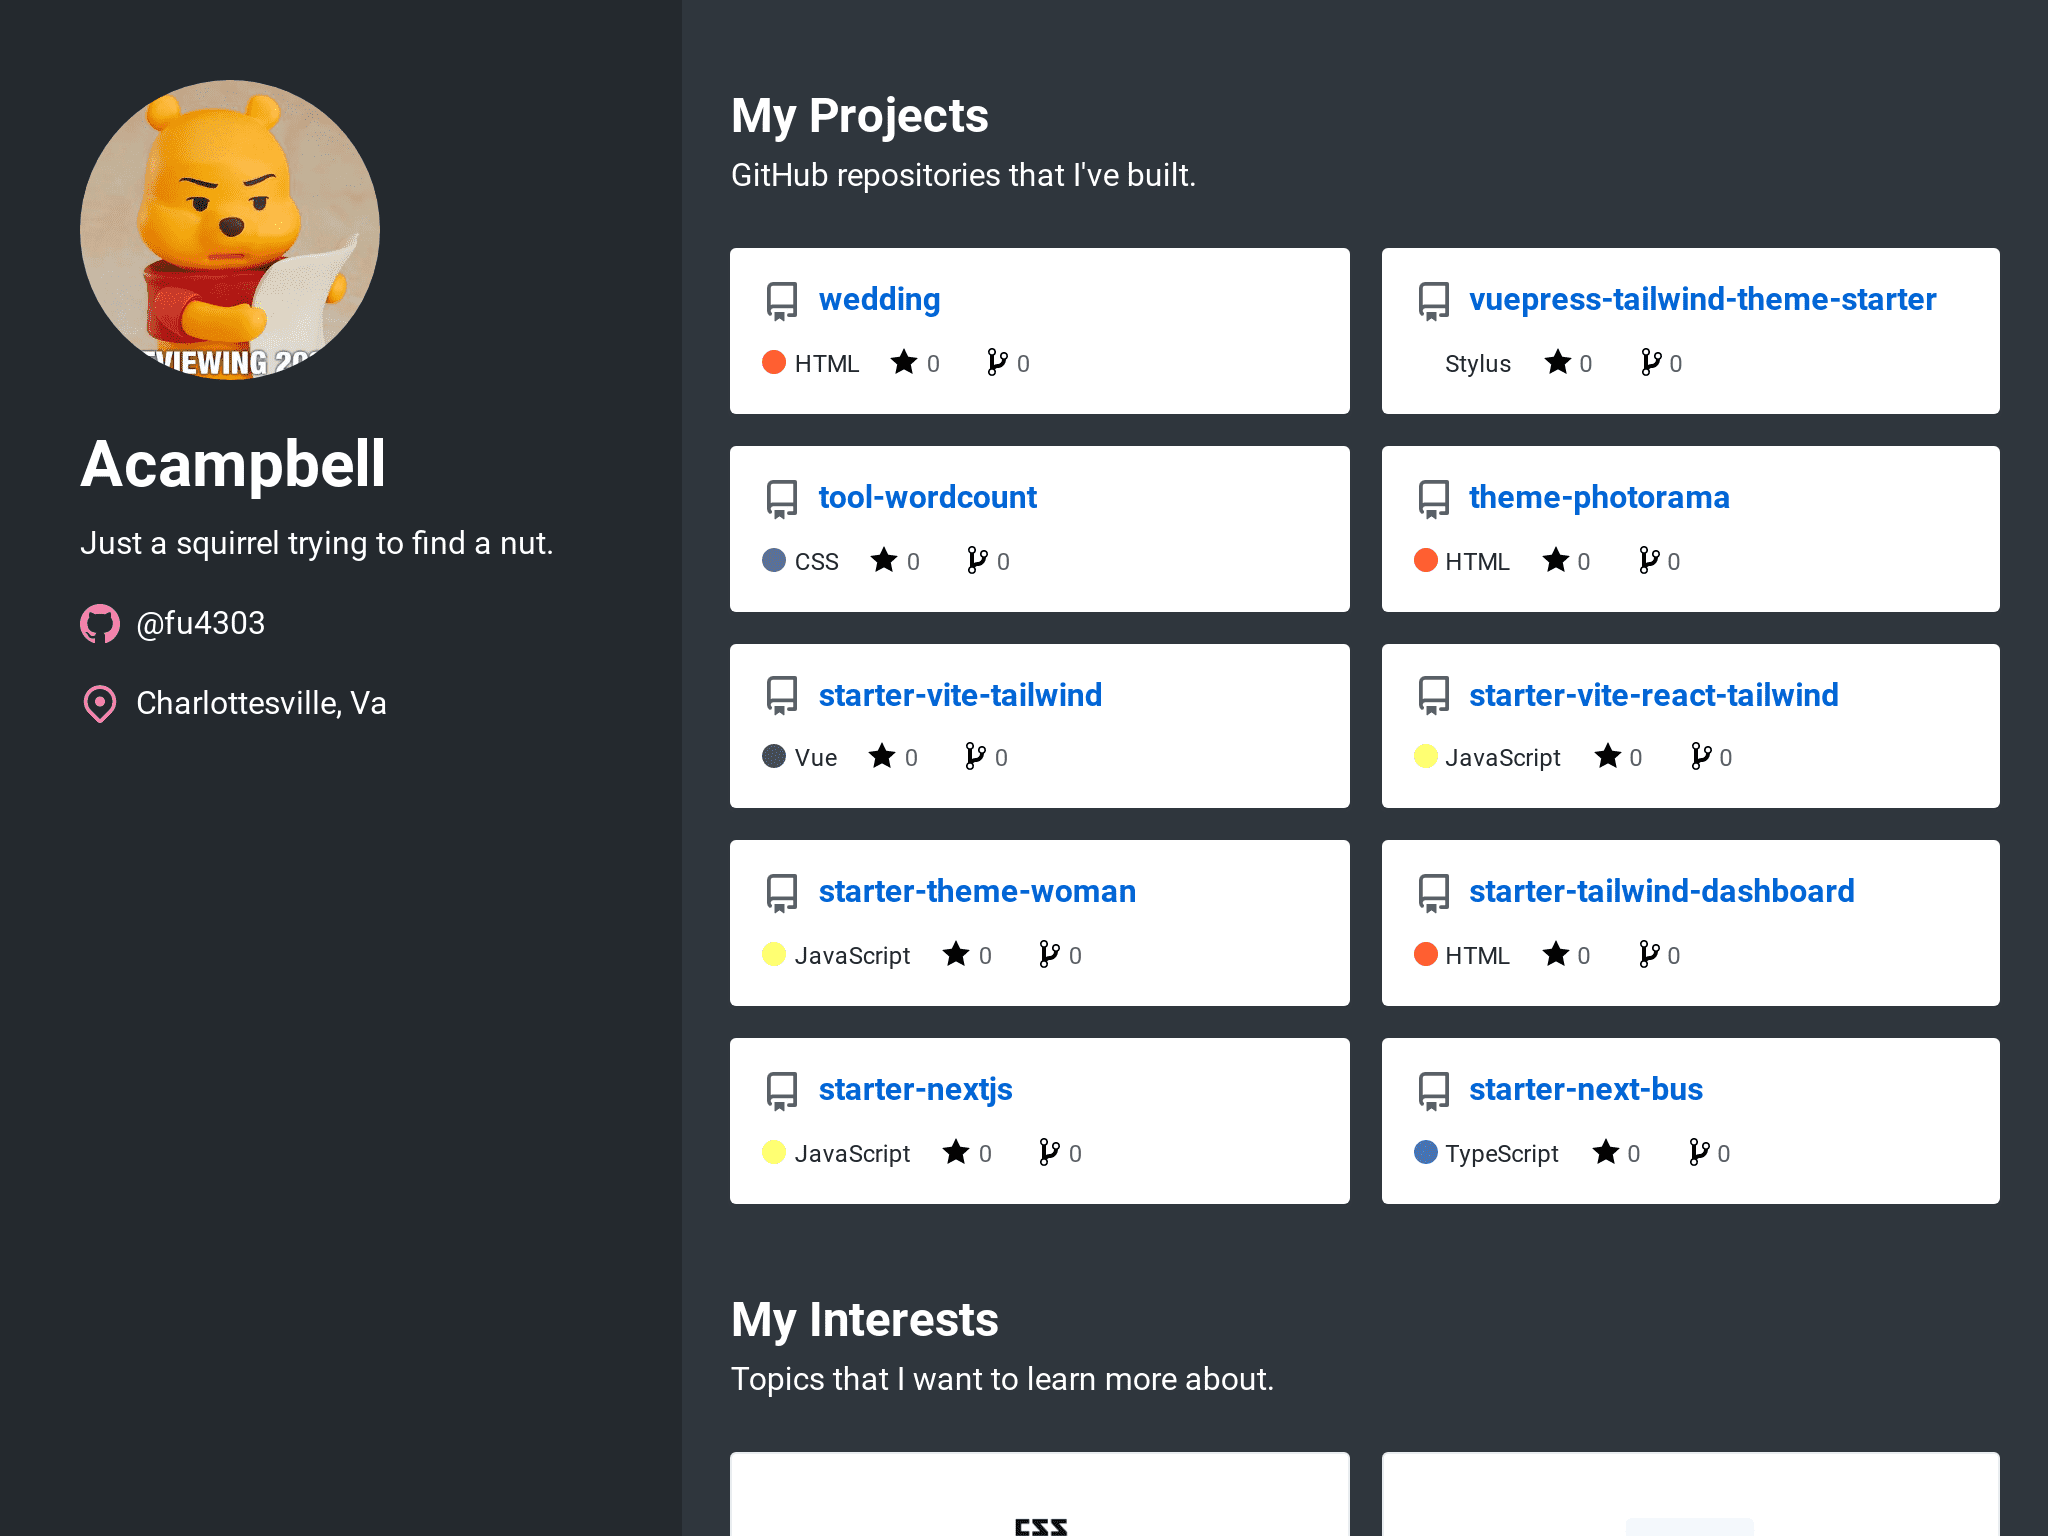 VIEWING
Acampbell
Just a squirrel trying to find a nut.
@fu4303
Charlottesville, Va
My Projects
GitHub repositories that I've built.
wedding
HTML 0 0
vuepress-tailwind-theme-starter
Stylus 0 0
tool-wordcount
CSS 0 0
theme-photorama
HTML 0 0
starter-vite-tailwind
Vue 0 0
starter-vite-react-tailwind
JavaScript 0 0
starter-theme-woman
JavaScript 0 0
starter-tailwind-dashboard
HTML 0 0
starter-nextjs
JavaScript 0 0
starter-next-bus
TypeScript 0 0
My Interests
Topics that I want to learn more about.
CSS